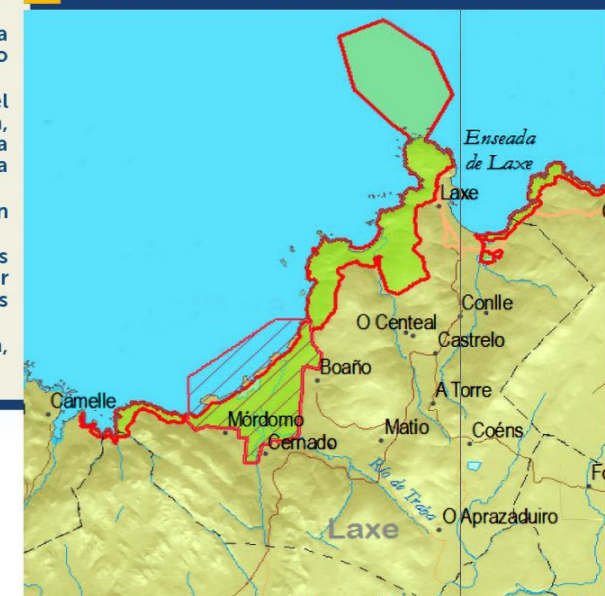 a
o
el
a
a
n
s
r
s
Enseada
de Laxe
Laxe
Conlle
O Centeal
Castrelo
Boaño
Camelle
A Torre
Mórdomo
Matio
Coéns
Cernado
Río de Traba
O Aprazaduiro
Laxe